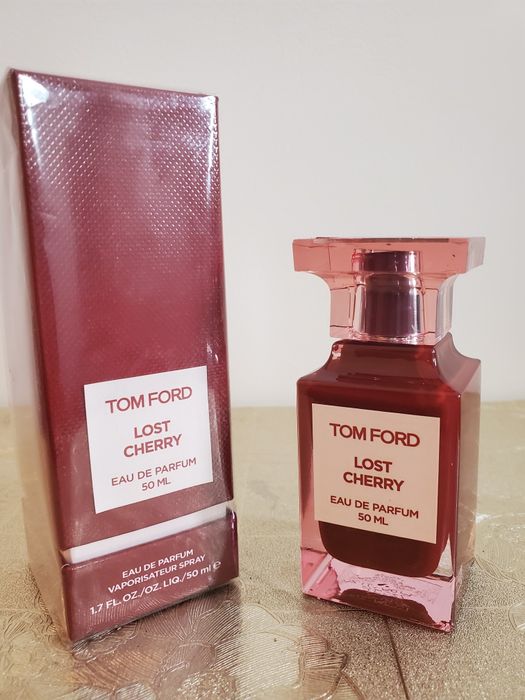 TOM FORD
LOST
CHERRY
EAU DE PARFUM
50 ML
EAU DE PARFUM
VAPORISATEUR SPRAY
1.7 FL.OZ./OZ. LIQ./50 ml ℮
TOM FORD
LOST
CHERRY
EAU DE PARFUM
50 ML